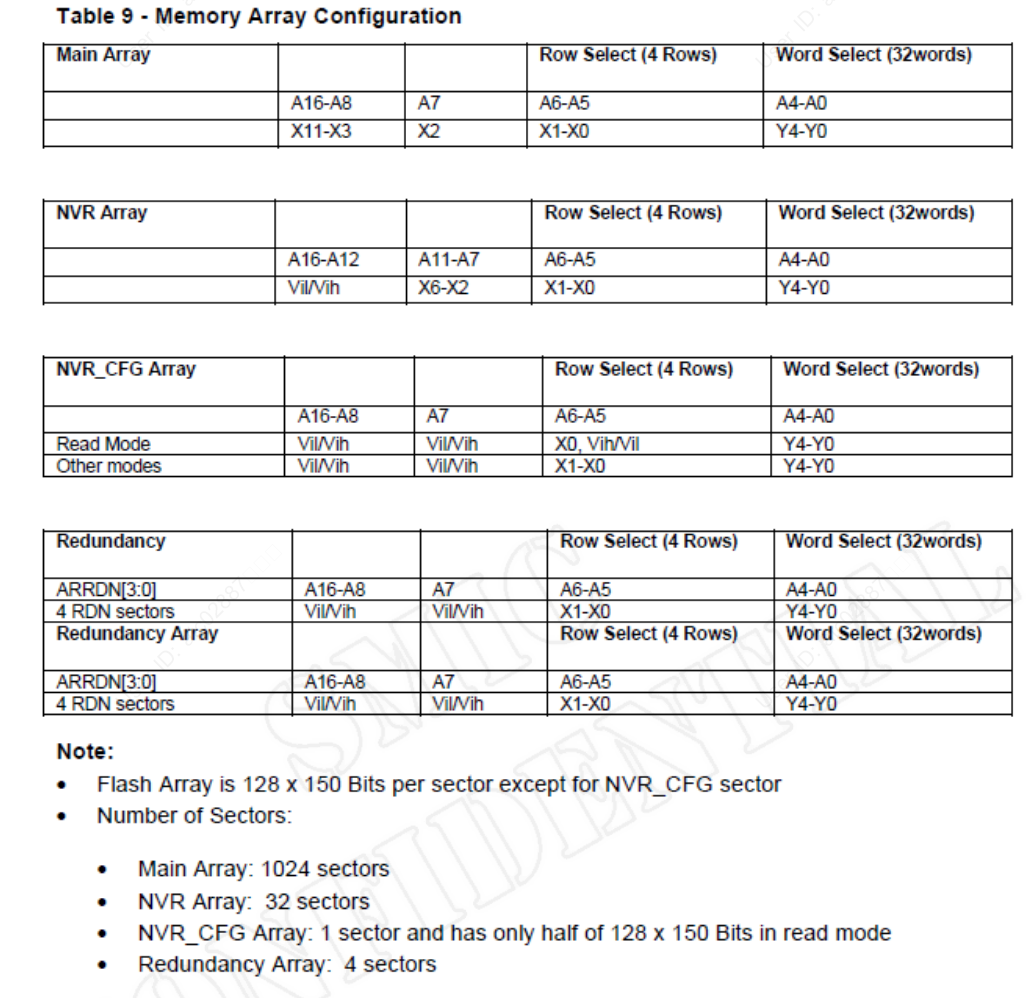 Table 9 - Memory Array Configuration
Main Array Row Select (4 Rows) Word Select (32words)
A16-A8 A7 A6-A5 A4-A0
X11-X3 X2 X1-X0 Y4-Y0
NVR Array Row Select (4 Rows) Word Select (32words)
A16-A12 A11-A7 A6-A5 A4-A0
Vil/Vih X6-X2 X1-X0 Y4-Y0
NVR_CFG Array Row Select (4 Rows) Word Select (32words)
A16-A8 A7 A6-A5 A4-A0
Read Mode Vil/Vih Vil/Vih X0, Vih/Vil Y4-Y0
Other modes Vil/Vih Vil/Vih X1-X0 Y4-Y0
Redundancy Row Select (4 Rows) Word Select (32words)
ARRDN[3:0] A16-A8 A7 A6-A5 A4-A0
4 RDN sectors Vil/Vih Vil/Vih X1-X0 Y4-Y0
Redundancy Array Row Select (4 Rows) Word Select (32words)
ARRDN[3:0] A16-A8 A7 A6-A5 A4-A0
4 RDN sectors Vil/Vih Vil/Vih X1-X0 Y4-Y0
Note:
• Flash Array is 128 x 150 Bits per sector except for NVR_CFG sector
• Number of Sectors:
• Main Array: 1024 sectors
• NVR Array: 32 sectors
• NVR_CFG Array: 1 sector and has only half of 128 x 150 Bits in read mode
• Redundancy Array: 4 sectors
SMIC
CONFIDENTIAL